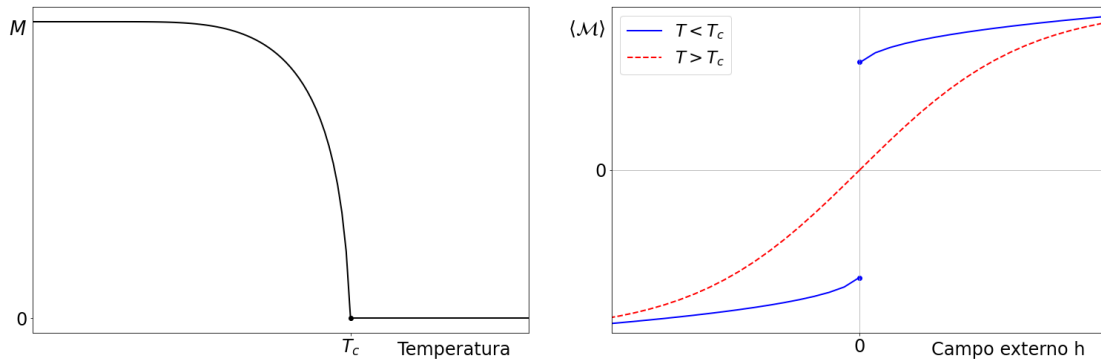 M
0
T_c
Temperatura
⟨ℳ⟩
T < T_c
T > T_c
0
0
Campo externo h